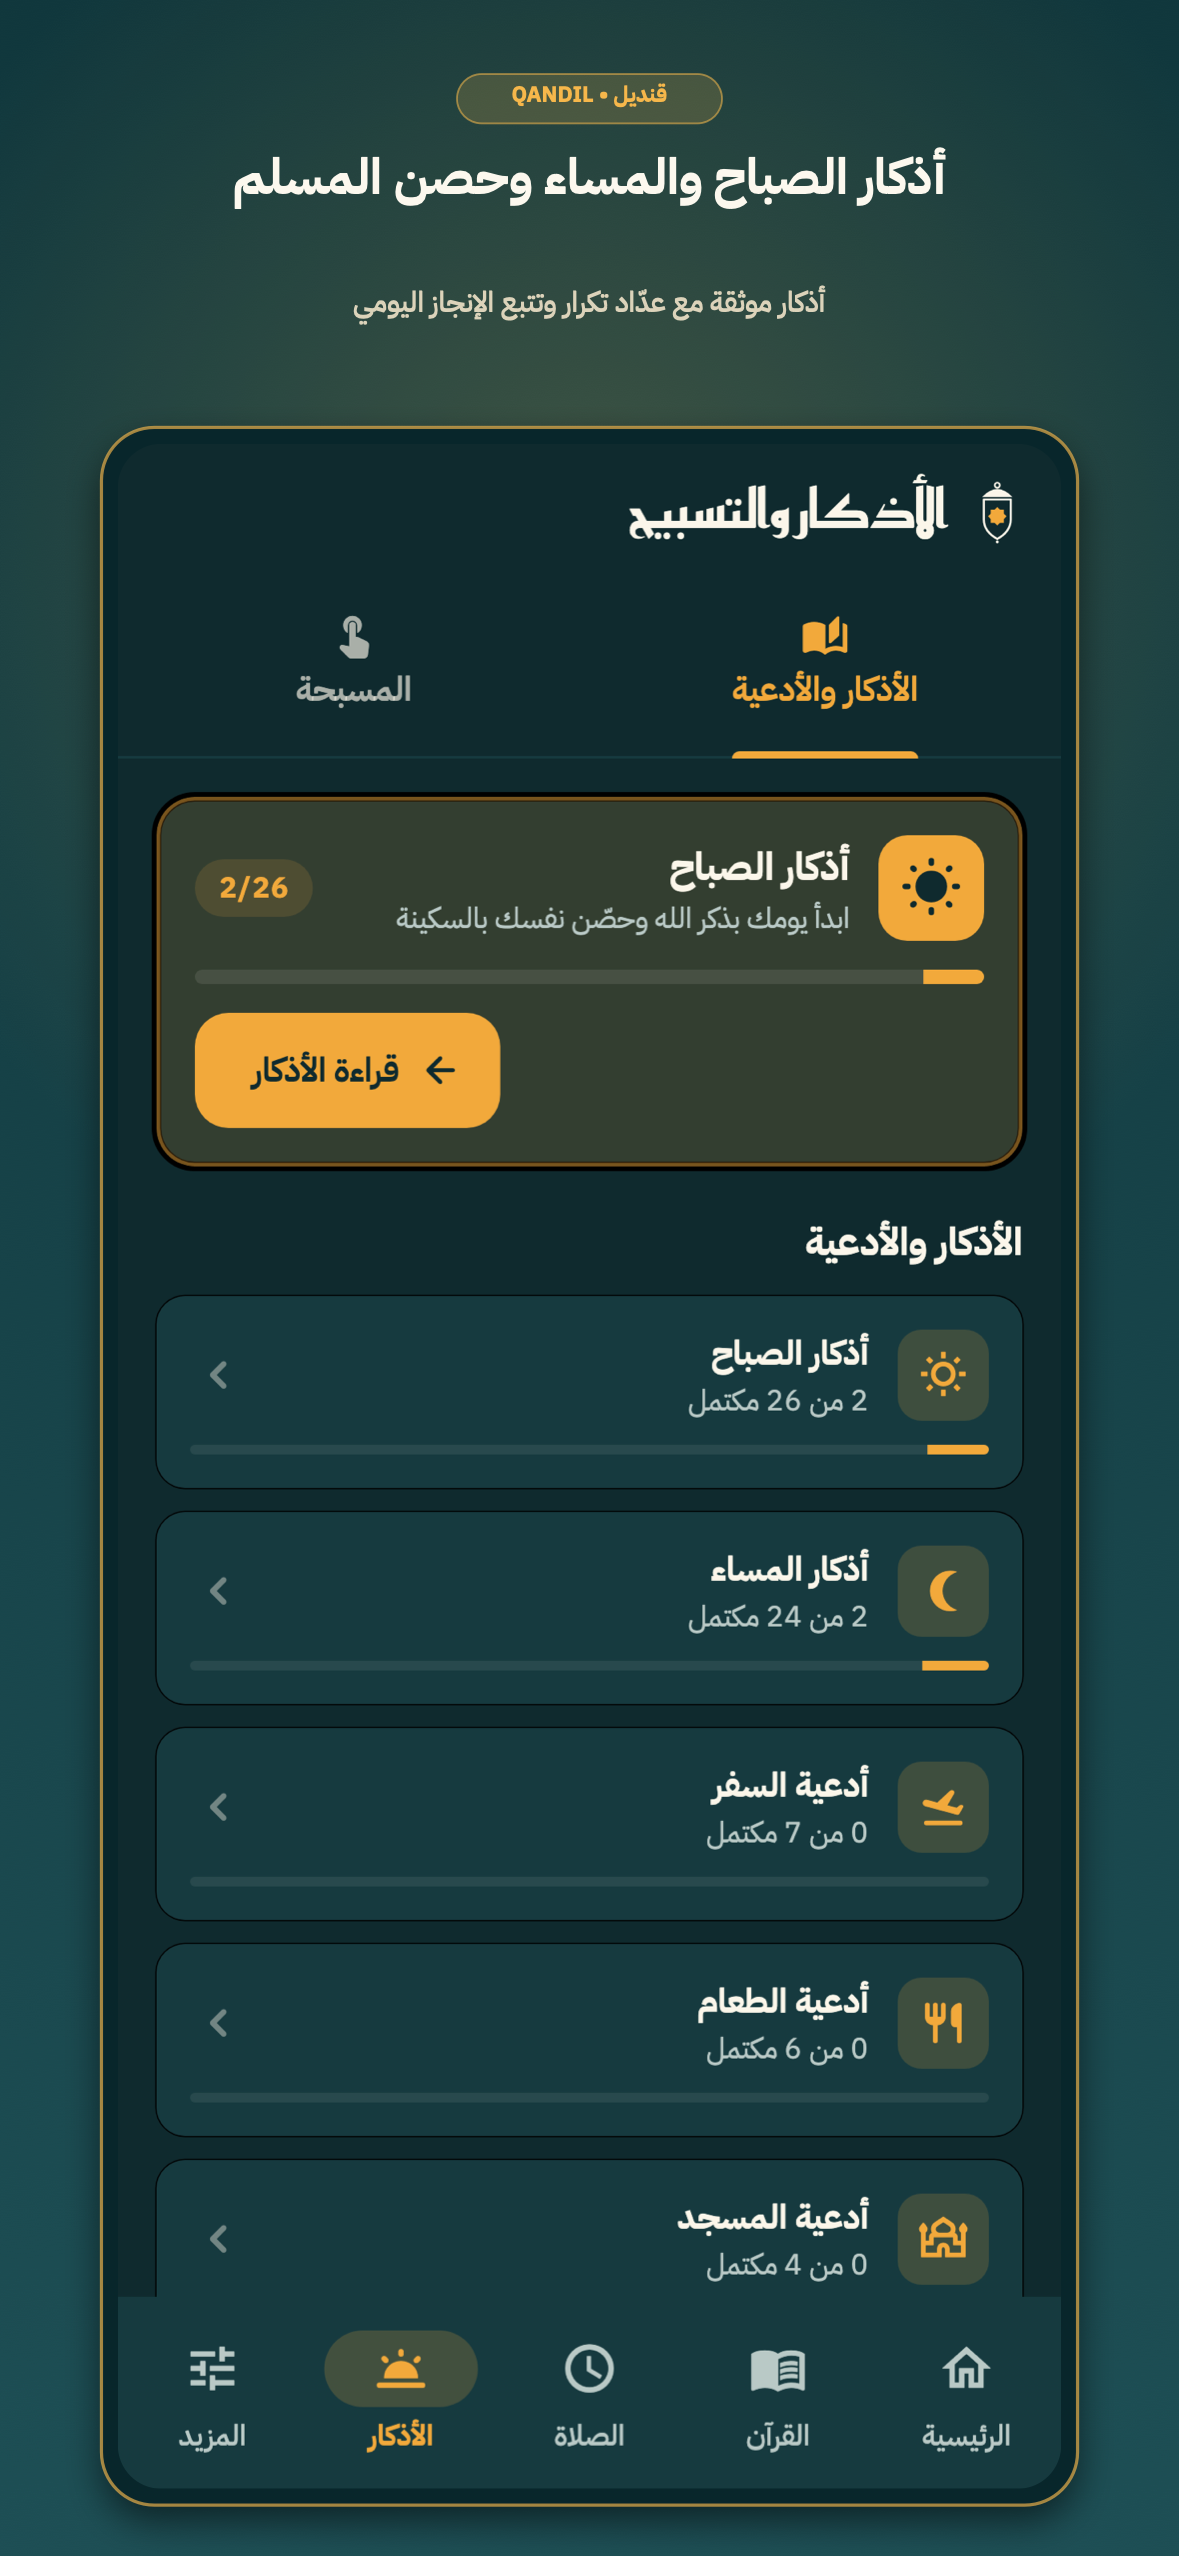 قنديل • QANDIL
أذكار الصباح والمساء وحصن المسلم
أذكار موثقة مع عدّاد تكرار وتتبع الإنجاز اليومي
الأذكار والتسبيح
الأذكار والأدعية
المسبحة
أذكار الصباح
2/26
ابدأ يومك بذكر الله وحصّن نفسك بالسكينة
قراءة الأذكار
الأذكار والأدعية
أذكار الصباح
2 من 26 مكتمل
أذكار المساء
2 من 24 مكتمل
أدعية السفر
0 من 7 مكتمل
أدعية الطعام
0 من 6 مكتمل
أدعية المسجد
0 من 4 مكتمل
الرئيسية
القرآن
الصلاة
الأذكار
المزيد